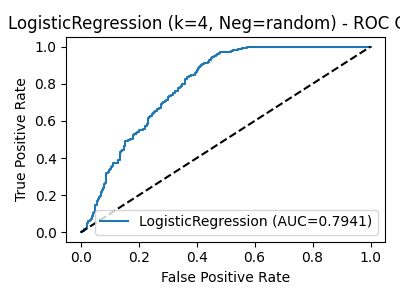 LogisticRegression (k=4, Neg=random) - ROC C
1.0
0.8
0.6
0.4
0.2
0.0
True Positive Rate
LogisticRegression (AUC=0.7941)
0.0 0.2 0.4 0.6 0.8 1.0
False Positive Rate